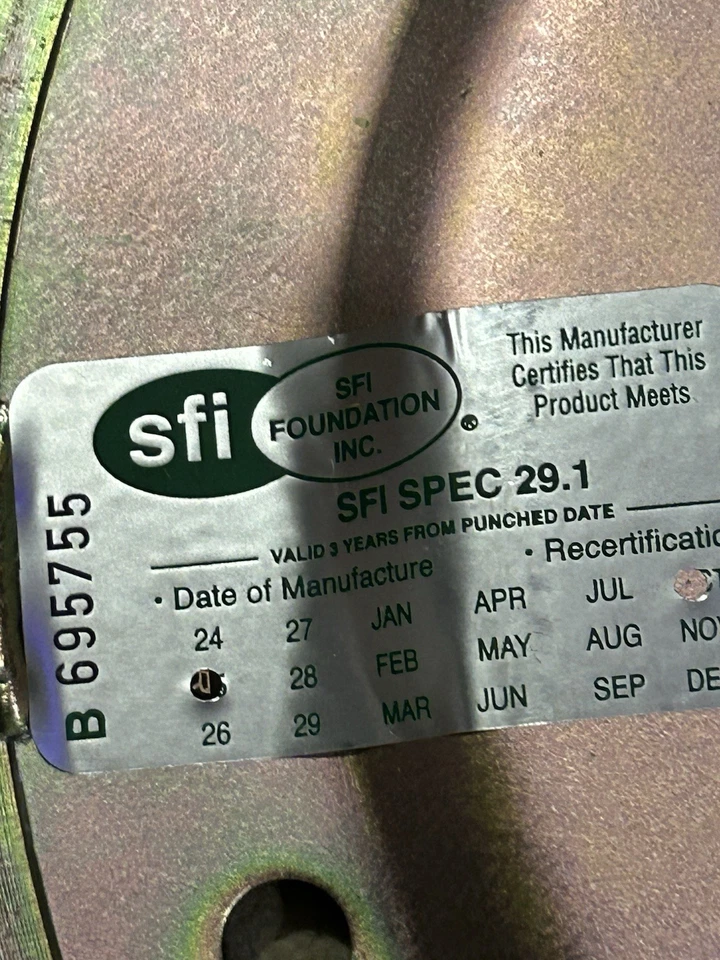 This Manufacturer
Certifies That This
Product Meets
sfi
SFI
FOUNDATION
INC.
®
SFI SPEC 29.1
VALID 3 YEARS FROM PUNCHED DATE
• Date of Manufacture
• Recertificatio
24 27 JAN APR JUL
28 FEB MAY AUG NOV
26 29 MAR JUN SEP DE
B 695755